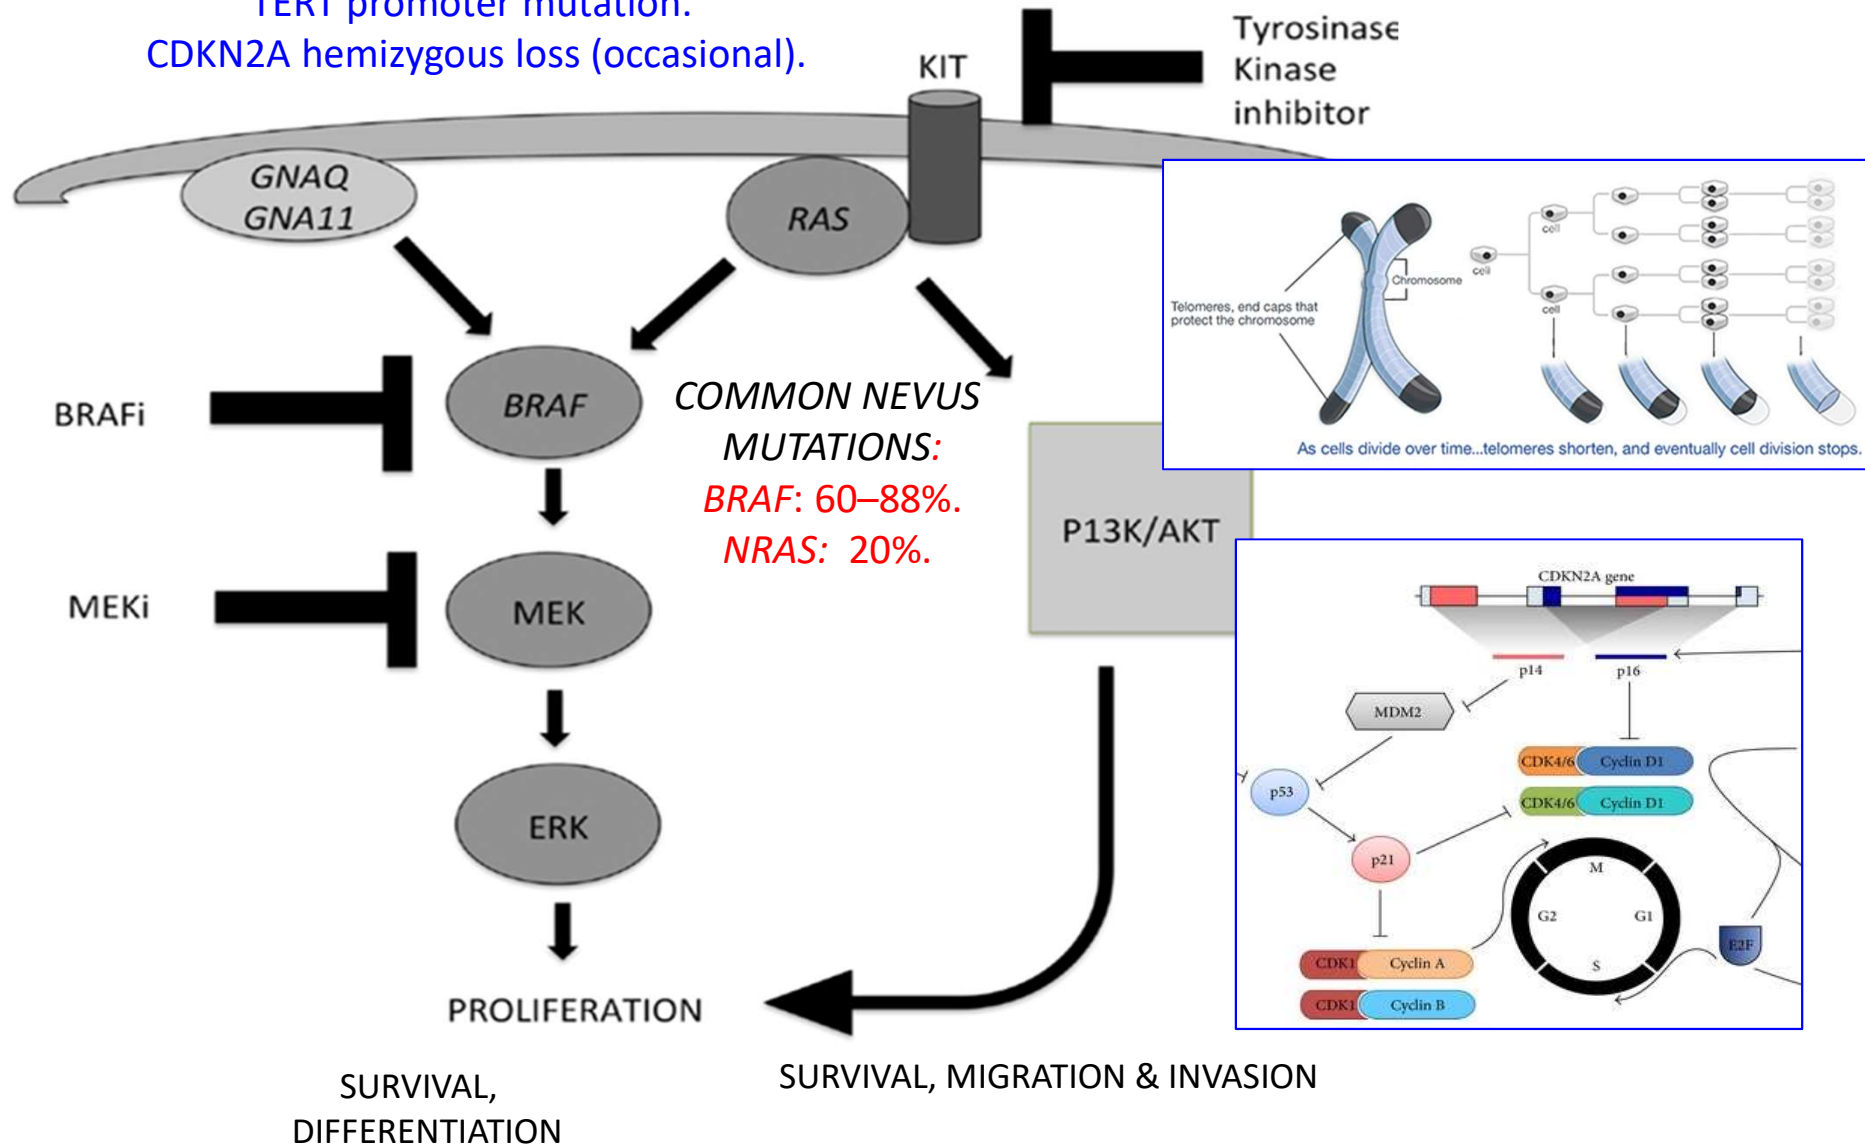 TERT promoter mutation.
CDKN2A hemizygous loss (occasional).
KIT
Tyrosinase
Kinase
inhibitor
GNAQ
GNA11
RAS
BRAFi
BRAF
COMMON NEVUS
MUTATIONS:
BRAF: 60–88%.
NRAS: 20%.
MEKi
MEK
P13K/AKT
ERK
PROLIFERATION
SURVIVAL,
DIFFERENTIATION
SURVIVAL, MIGRATION & INVASION
Telomeres, end caps that
protect the chromosome
Chromosome
cell
cell
cell
As cells divide over time...telomeres shorten, and eventually cell division stops.
CDKN2A gene
p14
p16
MDM2
CDK4/6 Cyclin D1
CDK4/6 Cyclin D1
p53
p21
M
G2
G1
S
E2F
CDK1 Cyclin A
CDK1 Cyclin B